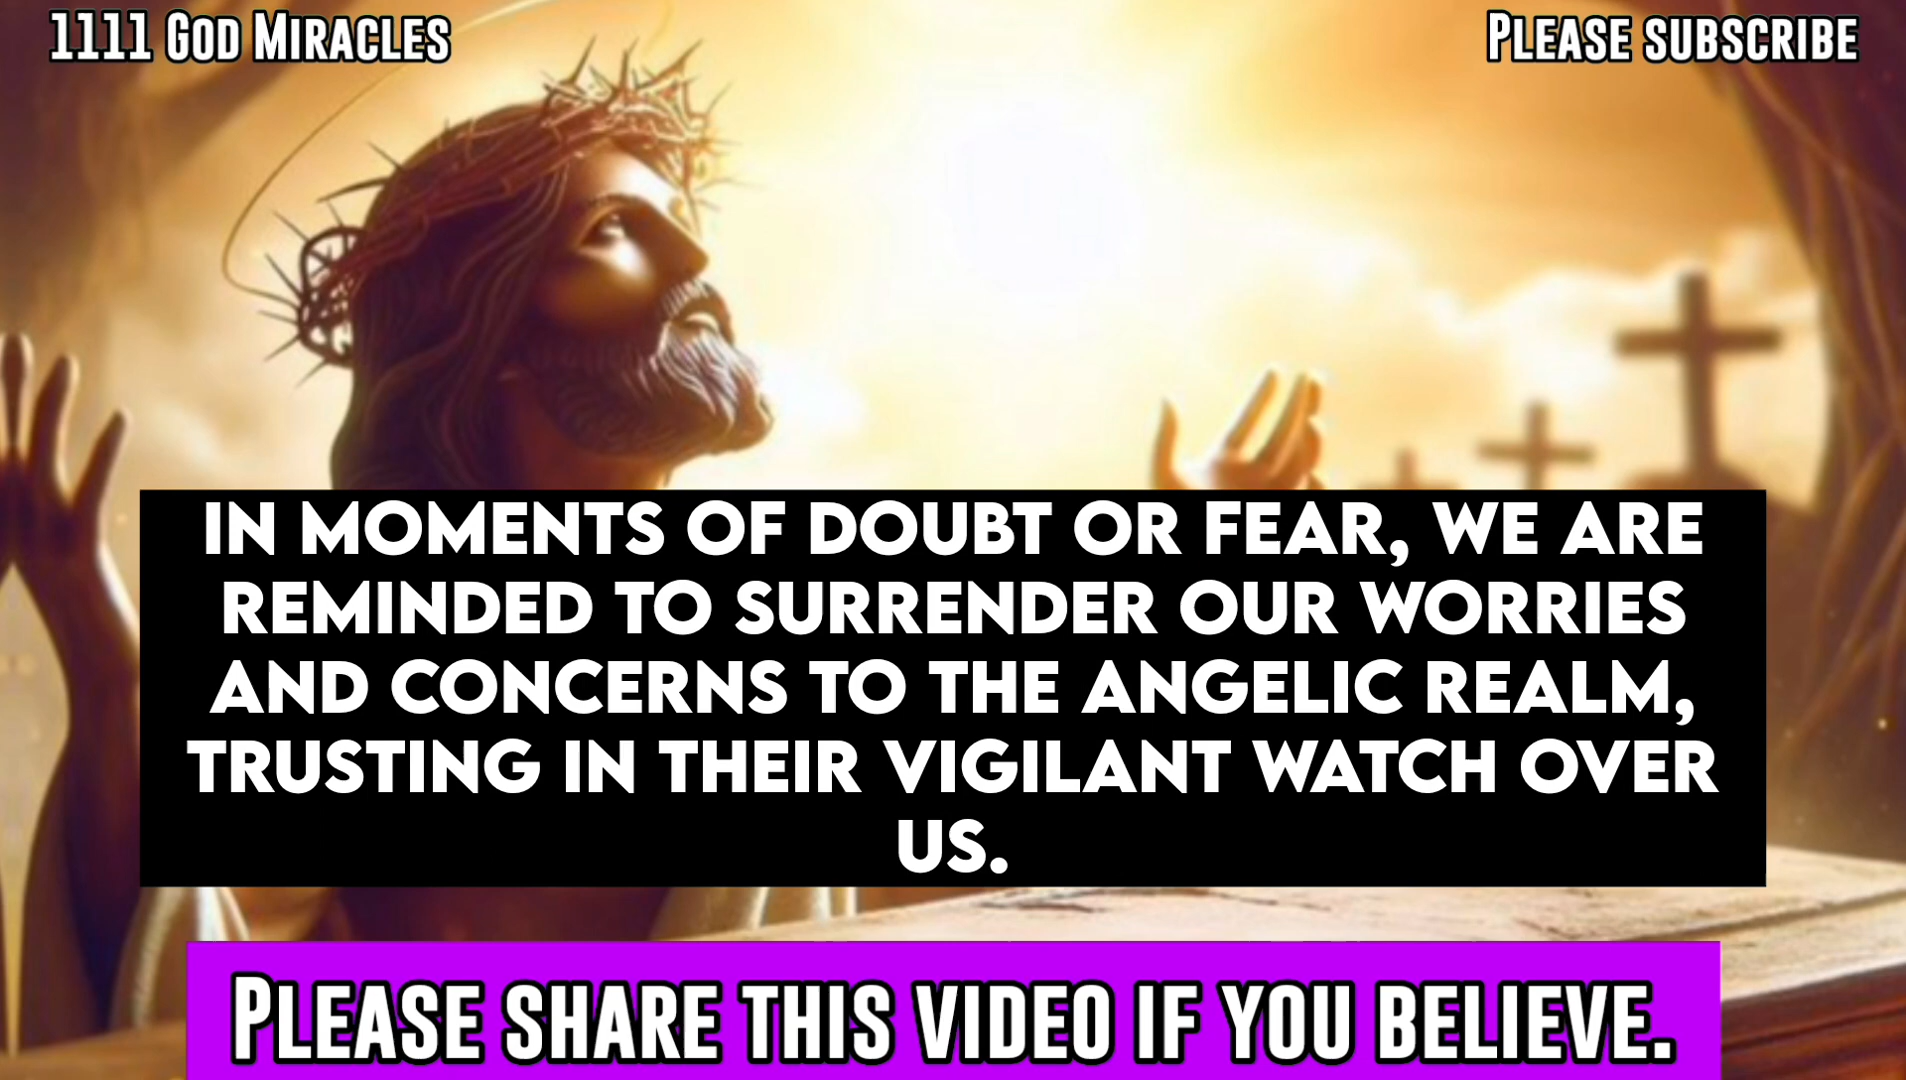 1111 God Miracles
Please subscribe
IN MOMENTS OF DOUBT OR FEAR, WE ARE
REMINDED TO SURRENDER OUR WORRIES
AND CONCERNS TO THE ANGELIC REALM,
TRUSTING IN THEIR VIGILANT WATCH OVER
US.
Please share this video if you believe.